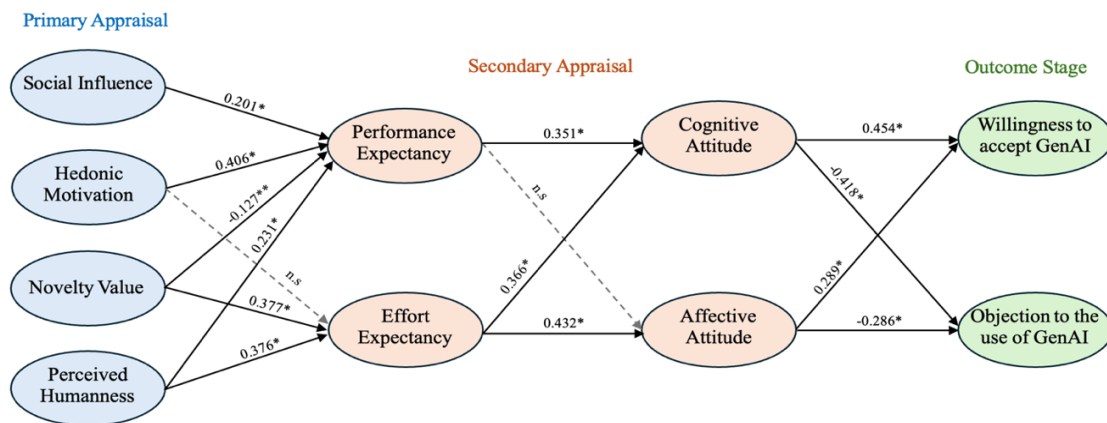 Primary Appraisal
Secondary Appraisal
Outcome Stage
Social Influence
Hedonic
Motivation
Novelty Value
Perceived
Humanness
0.201*
0.406*
-0.127**
0.231*
n.s
0.377*
0.376*
Performance
Expectancy
Effort
Expectancy
0.351*
n.s
0.366*
0.432*
Cognitive
Attitude
Affective
Attitude
0.454*
-0.418*
0.289*
-0.286*
Willingness to
accept GenAI
Objection to the
use of GenAI